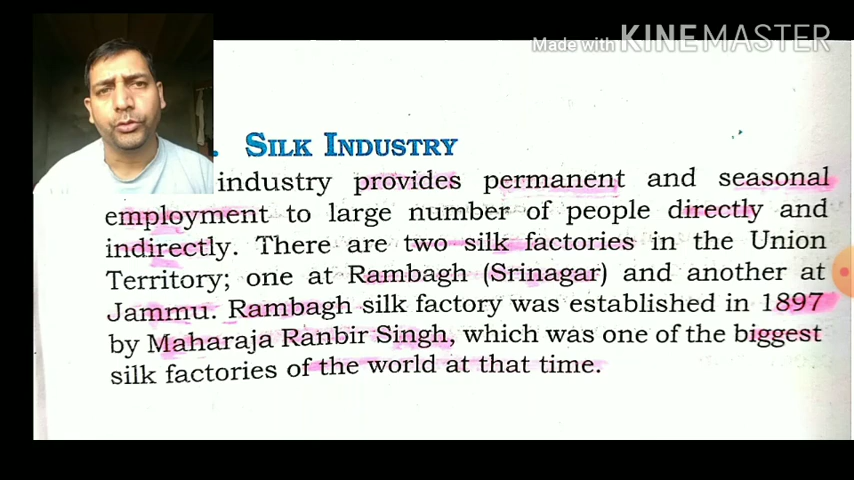 Made with KINEMASTER
. SILK INDUSTRY
industry provides permanent and seasonal
employment to large number of people directly and
indirectly. There are two silk factories in the Union
Territory; one at Rambagh (Srinagar) and another at
Jammu. Rambagh silk factory was established in 1897
by Maharaja Ranbir Singh, which was one of the biggest
silk factories of the world at that time.